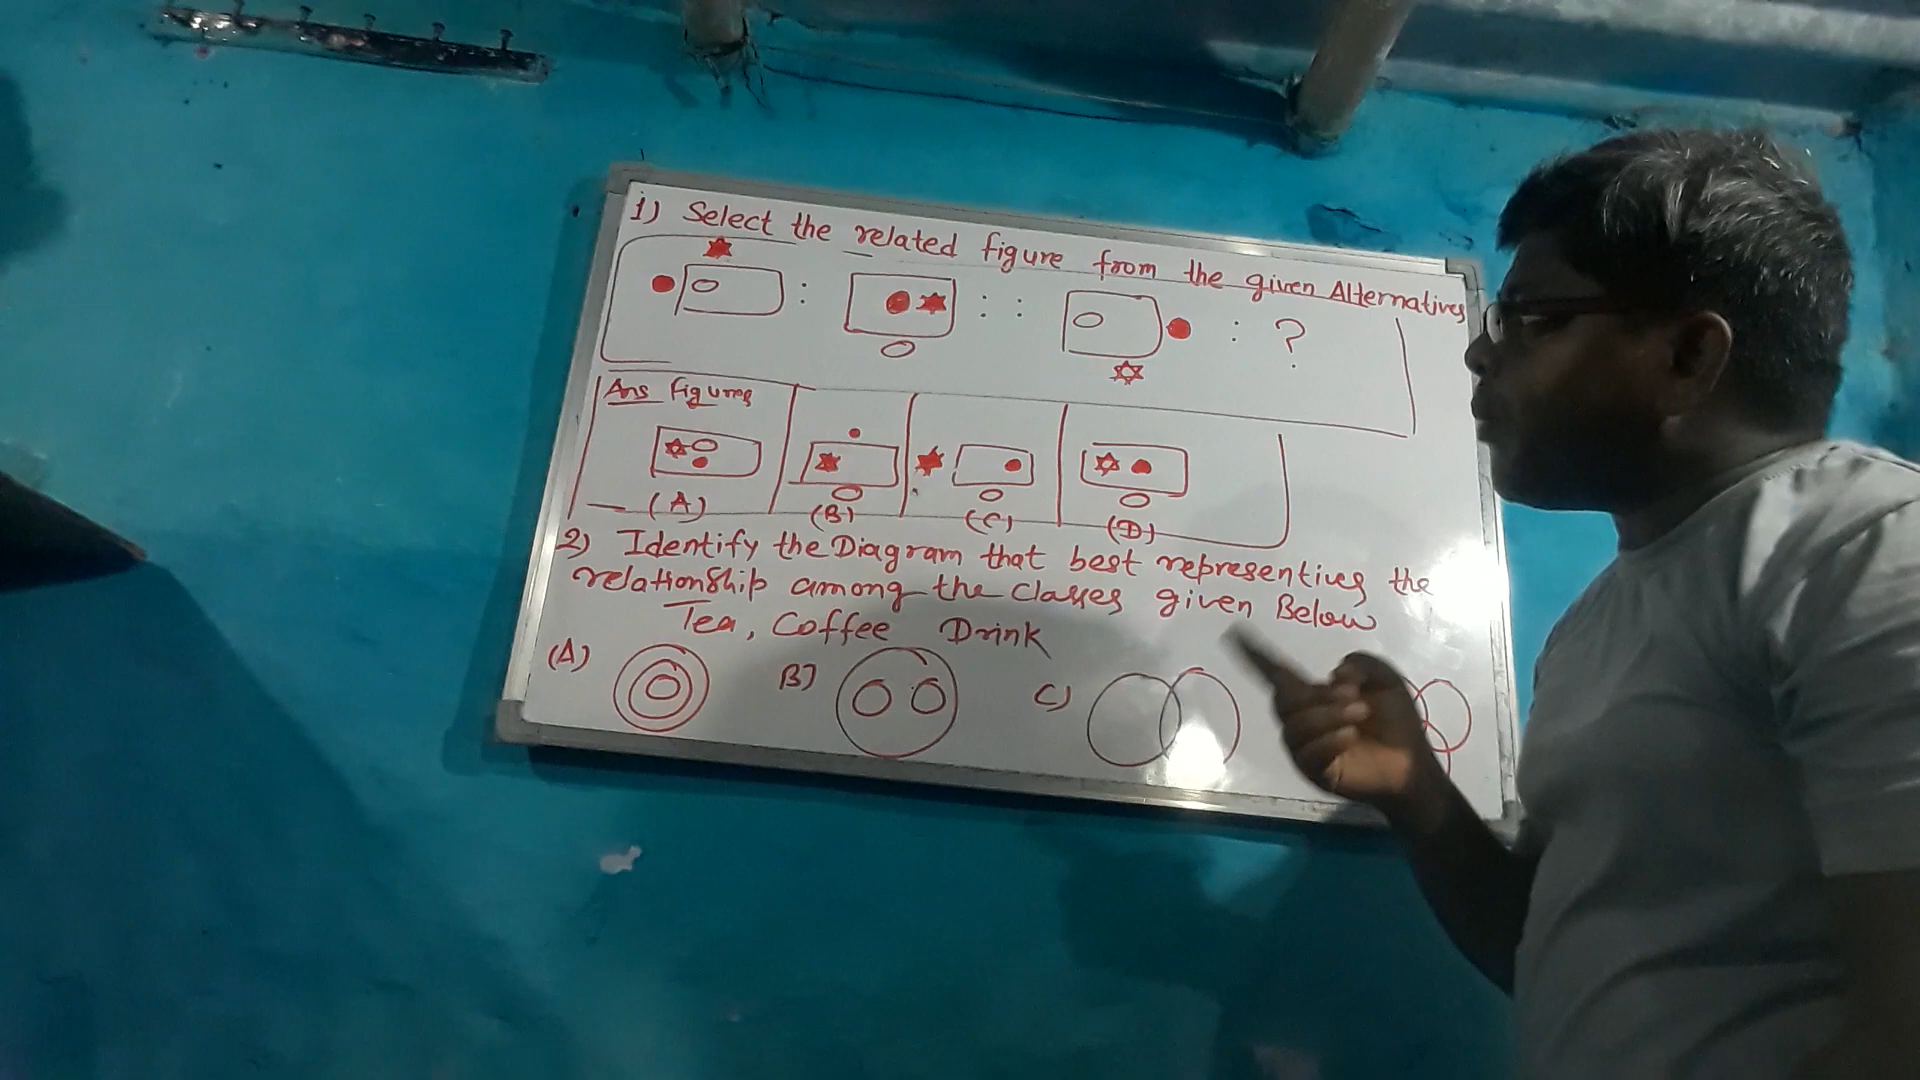 1) Select the related figure from the given Alternatives
: : : : ?
Ans figures
(A) (B) (C) (D)
2) Identify the Diagram that best representives the
relationship among the Classes given Below
Tea, Coffee Drink
(A) B) C)